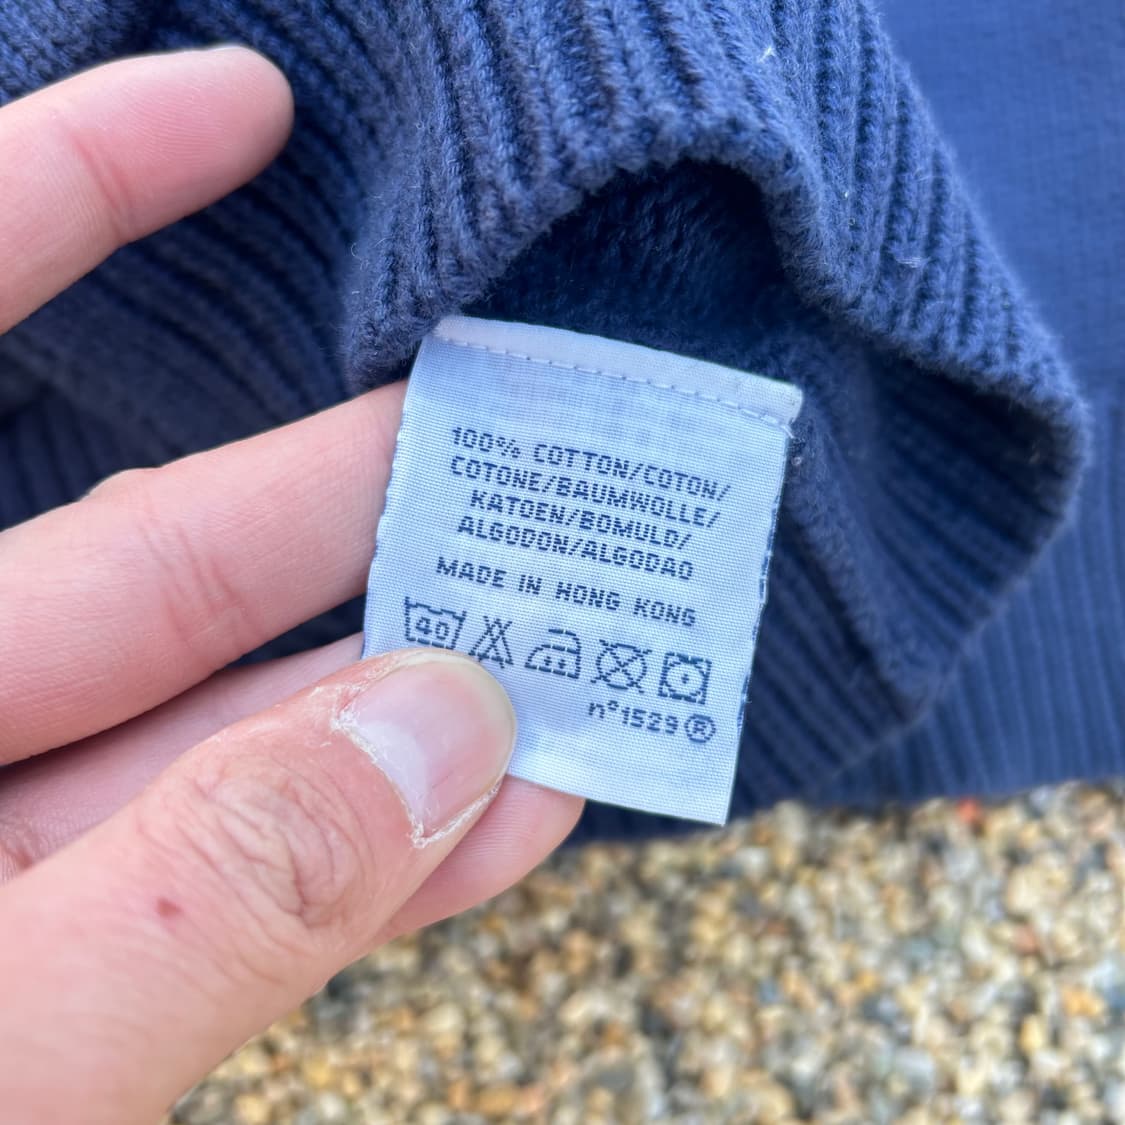 100% COTTON/COTON/
COTONE/BAUMWOLLE/
KATOEN/BOMULD/
ALGODON/ALGODAO
MADE IN HONG KONG
40
n°1529®